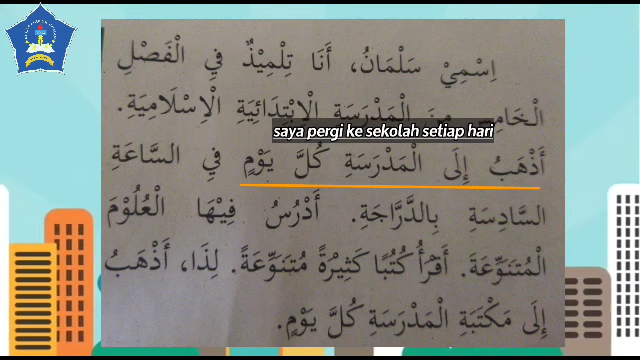 اِسْمِيْ سَلْمَانُ، أَنَا تِلْمِيْذٌ فِي الْفَصْلِ
الْخَامِسِ مِنَ الْمَدْرَسَةِ الْاِبْتِدَائِيَةِ الْاِسْلَامِيَةِ.
saya pergi ke sekolah setiap hari
أَذْهَبُ إِلَى الْمَدْرَسَةِ كُلَّ يَوْمٍ فِي السَّاعَةِ
السَّادِسَةِ بِالدَّرَّاجَةِ. أَدْرُسُ فِيْهَا الْعُلُوْمَ
الْمُتَنَوِّعَةَ. أَقْرَأُ كُتُبًا كَثِيْرَةً مُتَنَوِّعَةً. لِذَا، أَذْهَبُ
إِلَى مَكْتَبَةِ الْمَدْرَسَةِ كُلَّ يَوْمٍ.